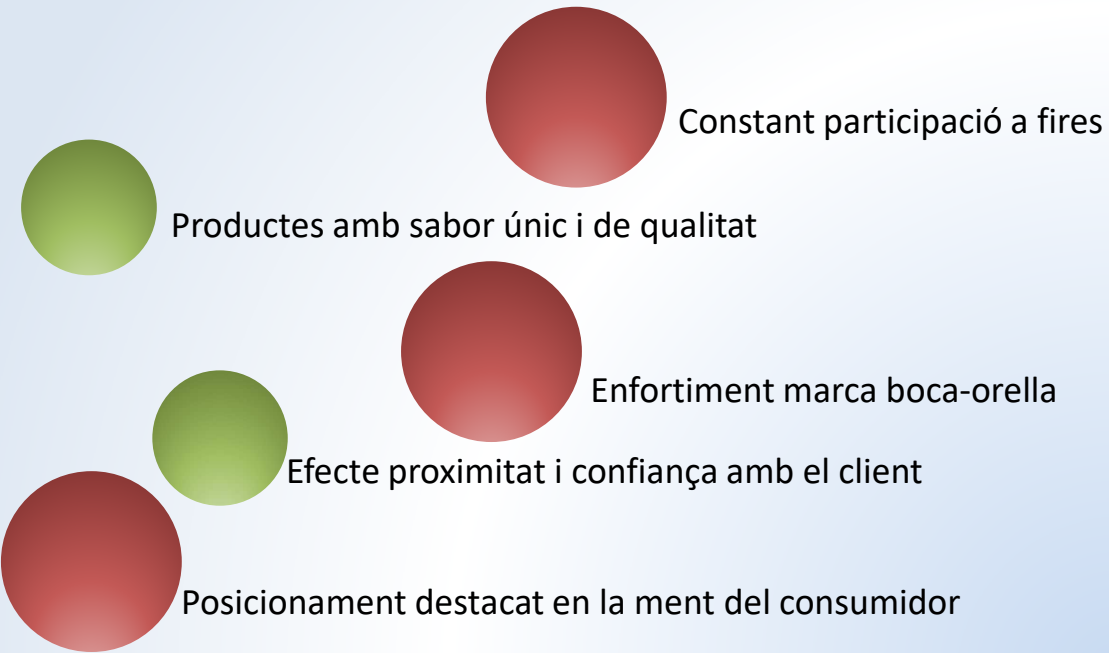 Constant participació a fires
Productes amb sabor únic i de qualitat
Enfortiment marca boca-orella
Efecte proximitat i confiança amb el client
Posicionament destacat en la ment del consumidor